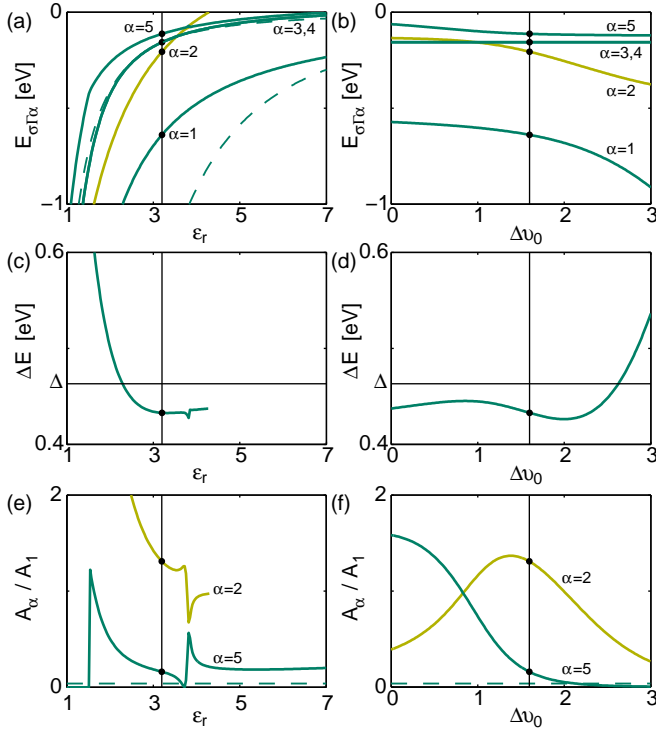 (a)
0
−1
E_σΓα [eV]
α=5
α=2
α=3,4
α=1
1 3 5 7
ε_r
(b)
0
−1
E_σΓα [eV]
α=5
α=3,4
α=2
α=1
0 1 2 3
Δυ_0
(c)
0.6
Δ
0.4
ΔE [eV]
1 3 5 7
ε_r
(d)
0.6
Δ
0.4
ΔE [eV]
0 1 2 3
Δυ_0
(e)
2
1
0
A_α / A_1
α=2
α=5
1 3 5 7
ε_r
(f)
2
1
0
A_α / A_1
α=2
α=5
0 1 2 3
Δυ_0